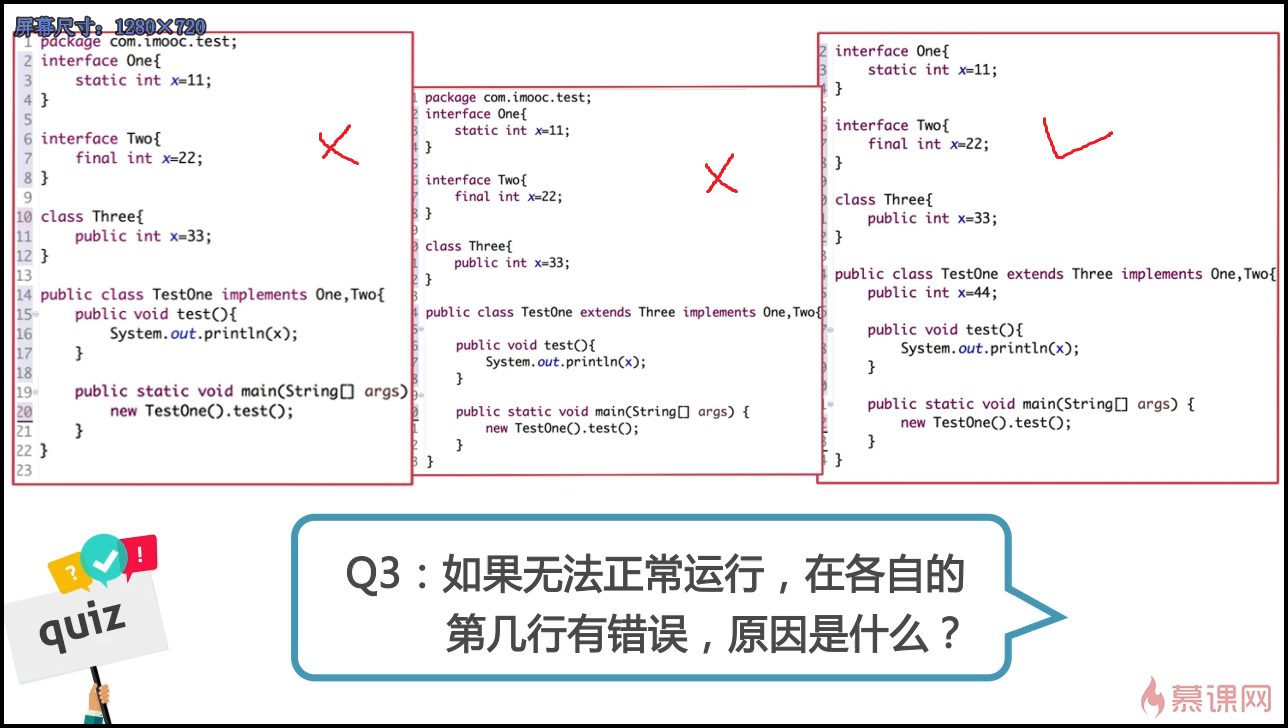 屏幕尺寸：1280×720
1 package com.imooc.test;
2 interface One{
3 static int x=11;
4 }
5
6 interface Two{
7 final int x=22;
8 }
9
10 class Three{
11 public int x=33;
12 }
13
14 public class TestOne implements One,Two{
15 public void test(){
16 System.out.println(x);
17 }
18
19 public static void main(String[] args)
20 new TestOne().test();
21 }
22 }
23
package com.imooc.test;
interface One{
static int x=11;
}
interface Two{
final int x=22;
}
class Three{
public int x=33;
}
public class TestOne extends Three implements One,Two{
public void test(){
System.out.println(x);
}
public static void main(String[] args) {
new TestOne().test();
}
}
interface One{
static int x=11;
}
interface Two{
final int x=22;
}
class Three{
public int x=33;
}
public class TestOne extends Three implements One,Two{
public int x=44;
public void test(){
System.out.println(x);
}
public static void main(String[] args) {
new TestOne().test();
}
}
Q3：如果无法正常运行，在各自的
第几行有错误，原因是什么？
? !
quiz
慕课网